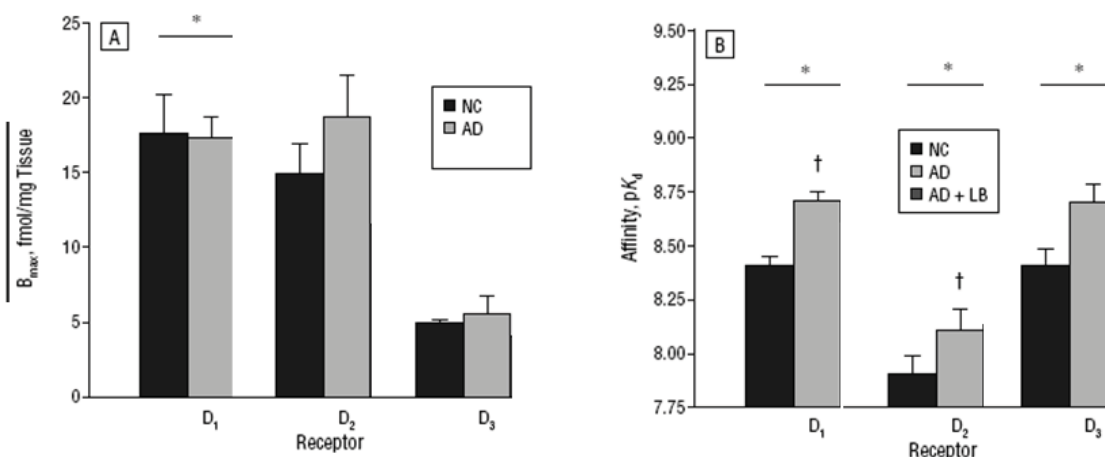 A
*
25
20
15
10
5
0
B_max, fmol/mg Tissue
NC
AD
D₁
D₂
D₃
Receptor
B
9.50
9.25
9.00
8.75
8.50
8.25
8.00
7.75
Affinity, pK_d
*
*
*
†
†
NC
AD
AD + LB
D₁
D₂
D₃
Receptor